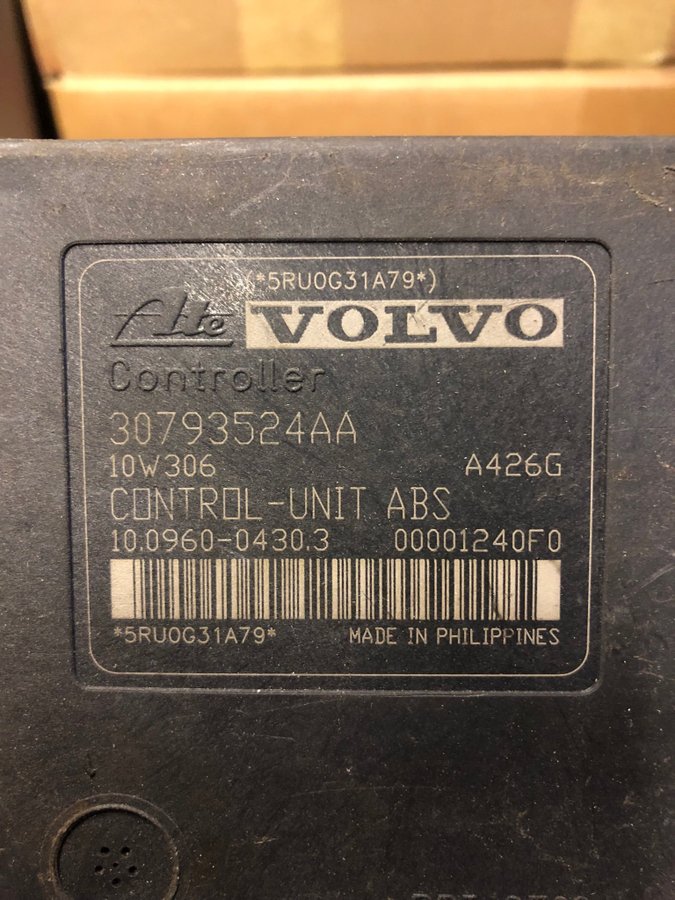 (*5RU0G31A79*)
Ate VOLVO
Controller
30793524AA
10W306 A426G
CONTROL-UNIT ABS
10.0960-0430.3 00001240F0
*5RU0G31A79* MADE IN PHILIPPINES